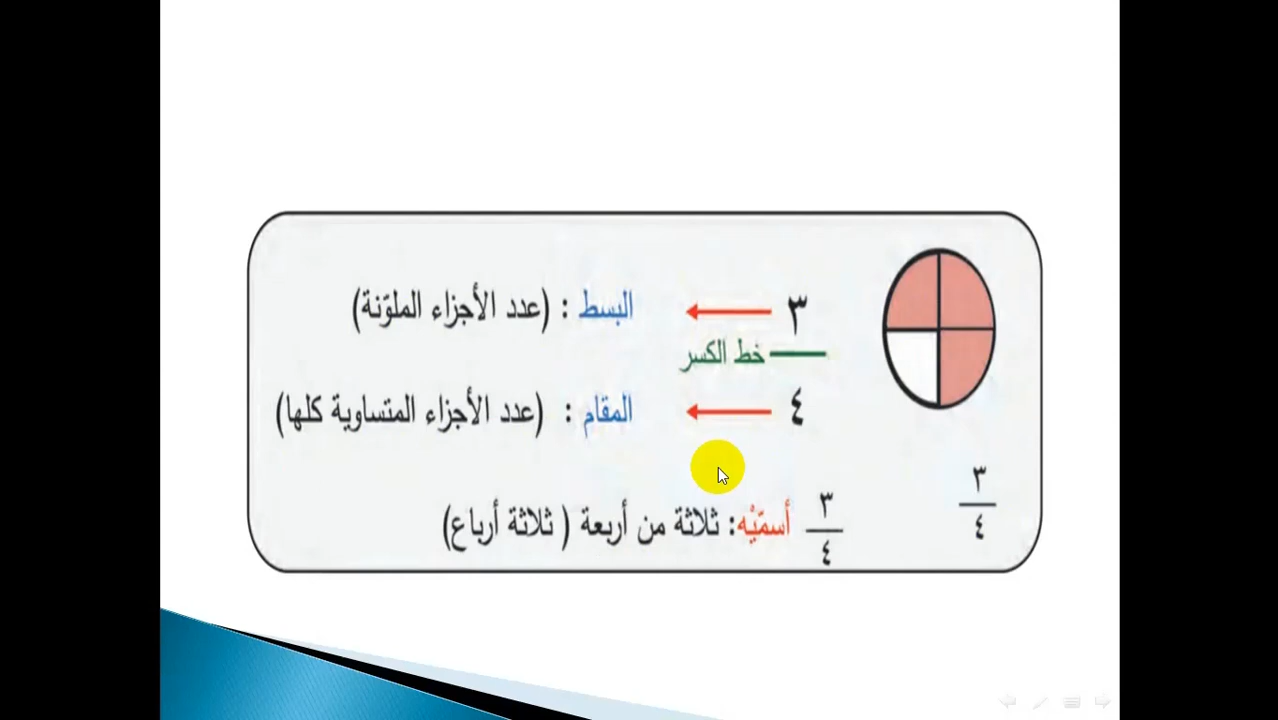 ٣ البسط : (عدد الأجزاء الملوّنة)
خط الكسر
٤ المقام : (عدد الأجزاء المتساوية كلها)
٣
٤
٣
٤
أسمّيْه: ثلاثة من أربعة ( ثلاثة أرباع)